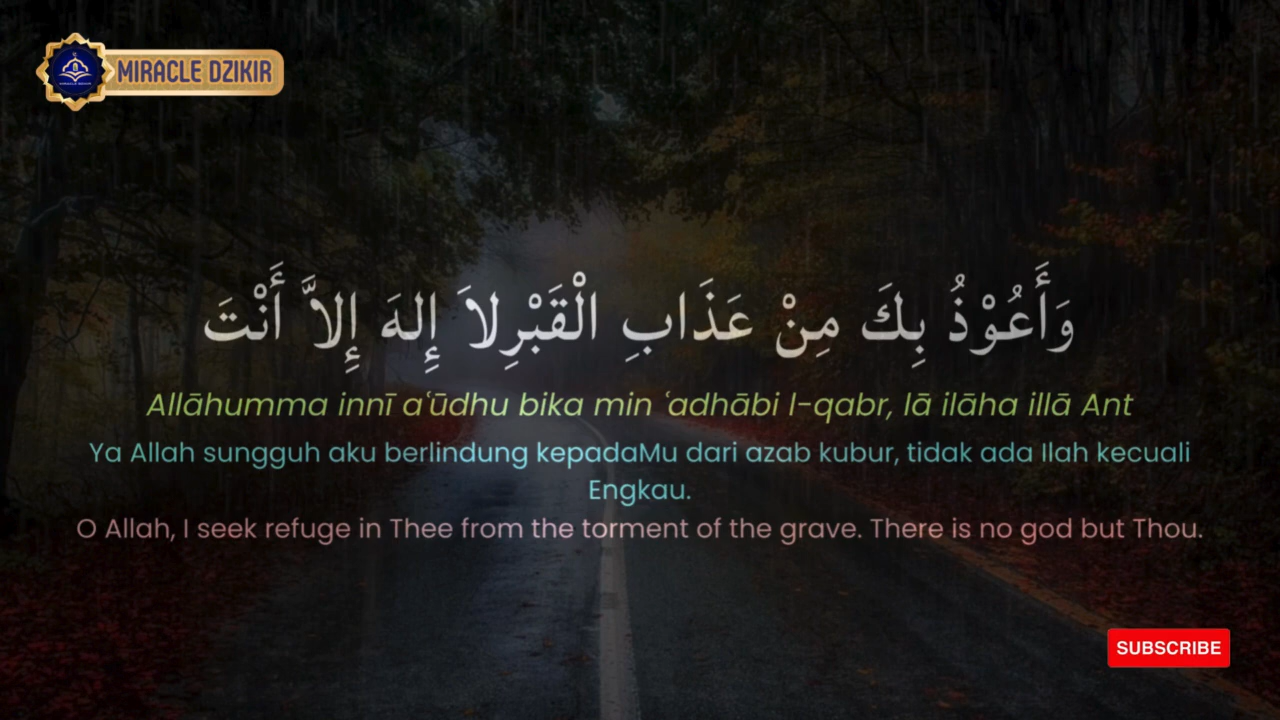 MIRACLE DZIKIR
وَأَعُوْذُ بِكَ مِنْ عَذَابِ الْقَبْرِلاَ إِلهَ إِلاَّ أَنْتَ
Allāhumma innī aʿūdhu bika min ʿadhābi l-qabr, lā ilāha illā Ant
Ya Allah sungguh aku berlindung kepadaMu dari azab kubur, tidak ada Ilah kecuali
Engkau.
O Allah, I seek refuge in Thee from the torment of the grave. There is no god but Thou.
SUBSCRIBE